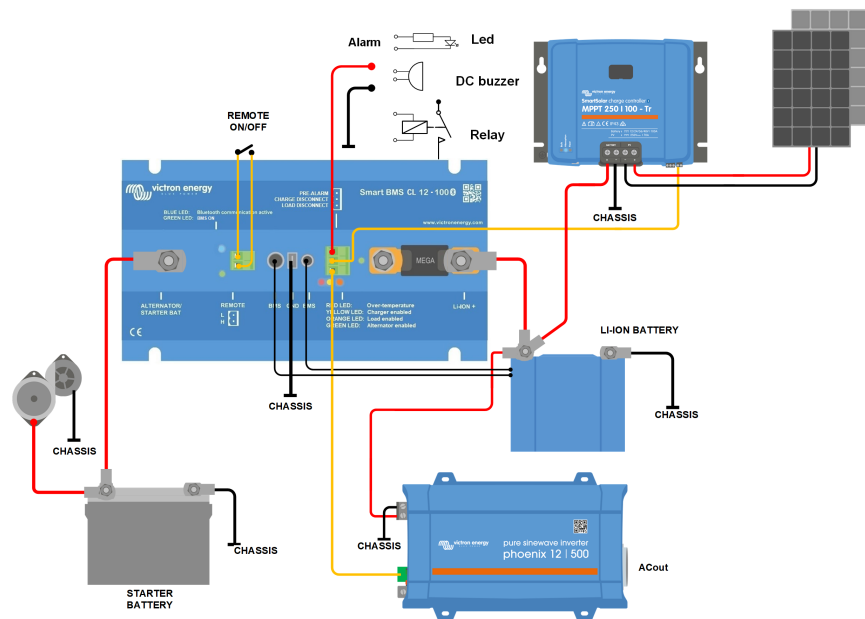 Alarm
Led
DC buzzer
Relay
REMOTE
ON/OFF
victron energy
BLUE POWER
PRE ALARM
CHARGE DISCONNECT
LOAD DISCONNECT
Smart BMS CL 12 - 100
BLUE LED: Bluetooth communication active
GREEN LED: BMS ON
www.victronenergy.com
MEGA
ALTERNATOR/
STARTER BAT
REMOTE
L
H
BMS
GND
BMS
RED LED: Over-temperature
YELLOW LED: Charger enabled
ORANGE LED: Load enabled
GREEN LED: Alternator enabled
LI-ION +
CE
victron energy
SmartSolar charge controller
MPPT 250 | 100 - Tr
CHASSIS
LI-ION BATTERY
CHASSIS
CHASSIS
CHASSIS
CHASSIS
STARTER
BATTERY
CHASSIS
victron energy
pure sinewave inverter
phoenix 12 | 500
ACout